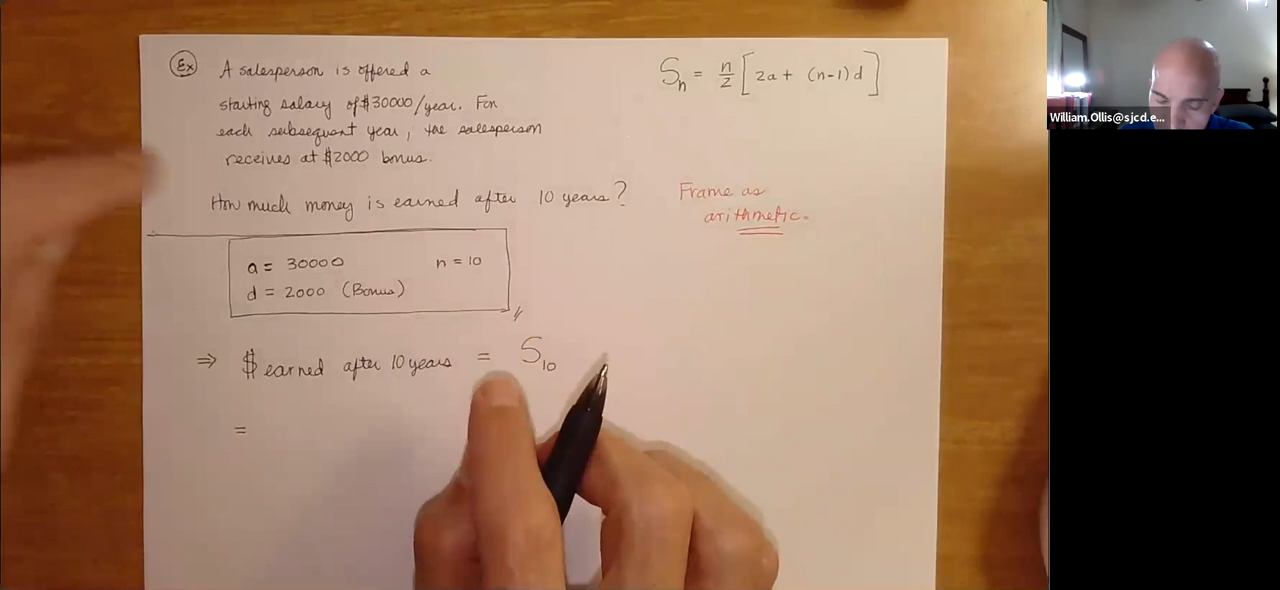 Ex
A salesperson is offered a
starting salary of $30000/year. For
each subsequent year, the salesperson
receives at $2000 bonus.
How much money is earned after 10 years?
Sn = n/2 [2a + (n-1)d]
Frame as
arithmetic.
a = 30000 n = 10
d = 2000 (Bonus)
⇒ $ earned after 10 years = S10
=
William.Ollis@sjcd.e...